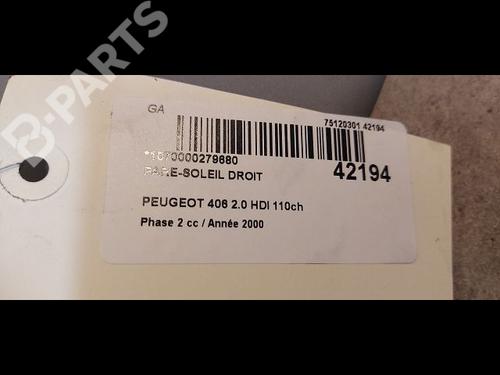 B-PARTS
GA
75120301 42194
*1070000279680
42194
PARE-SOLEIL DROIT
PEUGEOT 406 2.0 HDI 110ch
Phase 2 cc / Année 2000